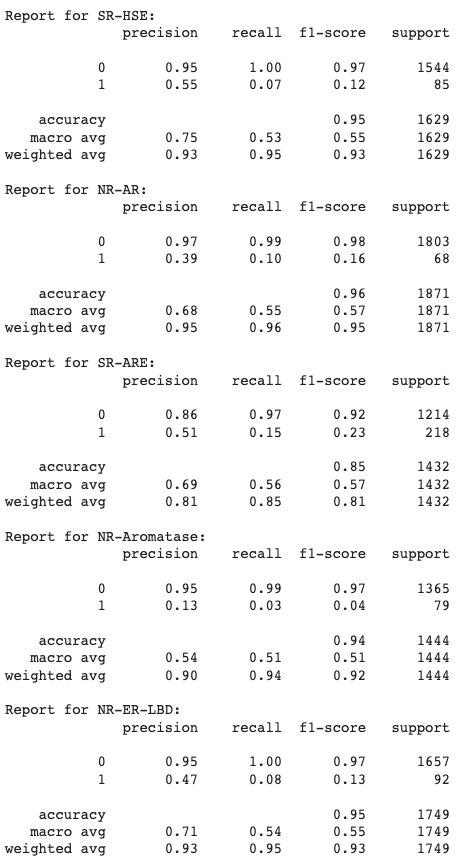 Report for SR-HSE:
precision recall f1-score support
0 0.95 1.00 0.97 1544
1 0.55 0.07 0.12 85
accuracy 0.95 1629
macro avg 0.75 0.53 0.55 1629
weighted avg 0.93 0.95 0.93 1629
Report for NR-AR:
precision recall f1-score support
0 0.97 0.99 0.98 1803
1 0.39 0.10 0.16 68
accuracy 0.96 1871
macro avg 0.68 0.55 0.57 1871
weighted avg 0.95 0.96 0.95 1871
Report for SR-ARE:
precision recall f1-score support
0 0.86 0.97 0.92 1214
1 0.51 0.15 0.23 218
accuracy 0.85 1432
macro avg 0.69 0.56 0.57 1432
weighted avg 0.81 0.85 0.81 1432
Report for NR-Aromatase:
precision recall f1-score support
0 0.95 0.99 0.97 1365
1 0.13 0.03 0.04 79
accuracy 0.94 1444
macro avg 0.54 0.51 0.51 1444
weighted avg 0.90 0.94 0.92 1444
Report for NR-ER-LBD:
precision recall f1-score support
0 0.95 1.00 0.97 1657
1 0.47 0.08 0.13 92
accuracy 0.95 1749
macro avg 0.71 0.54 0.55 1749
weighted avg 0.93 0.95 0.93 1749